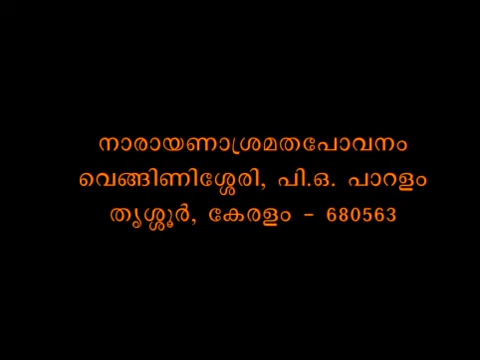 നാരായണാശ്രമതപോവനം
വെങ്ങിണിശ്ശേരി, പി.ഒ. പാറളം
തൃശ്ശൂർ, കേരളം - 680563